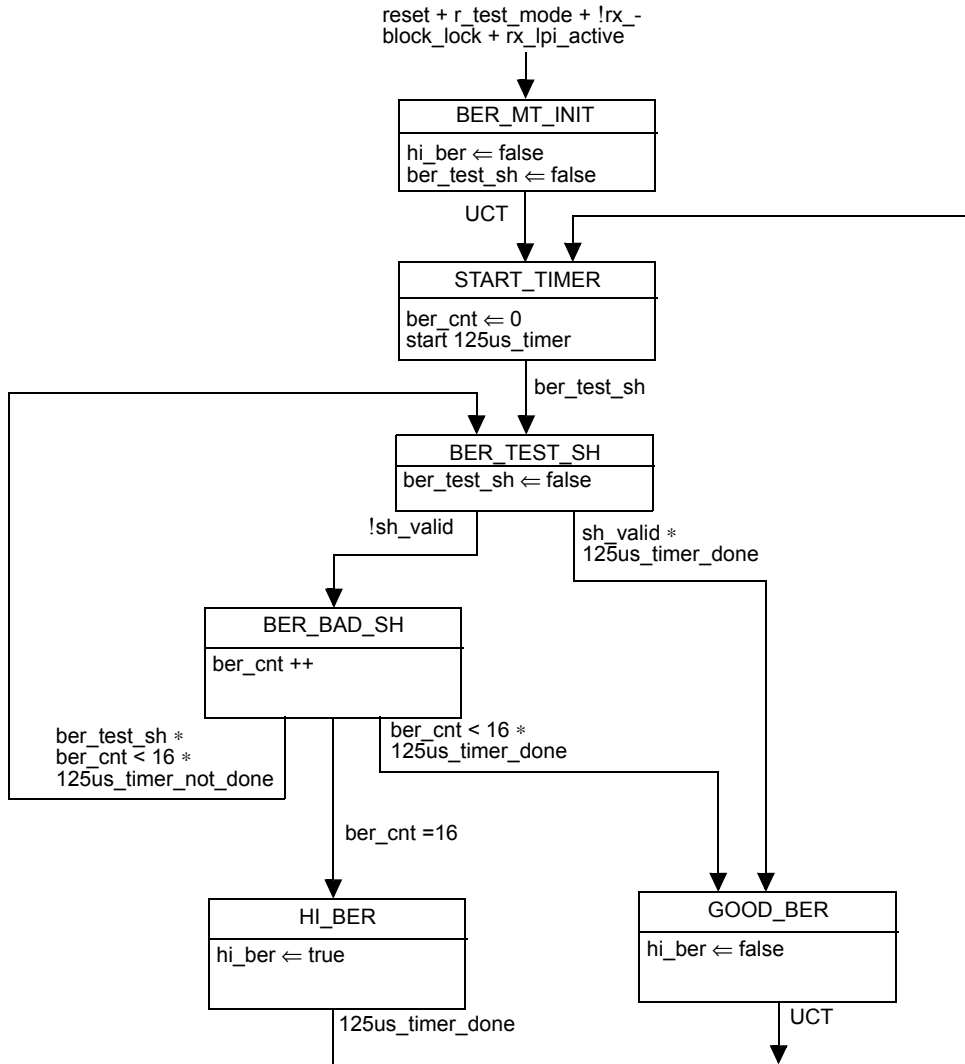 reset + r_test_mode + !rx_-
block_lock + rx_lpi_active
BER_MT_INIT
hi_ber ⇐ false
ber_test_sh ⇐ false
UCT
START_TIMER
ber_cnt ⇐ 0
start 125us_timer
ber_test_sh
BER_TEST_SH
ber_test_sh ⇐ false
!sh_valid
sh_valid *
125us_timer_done
BER_BAD_SH
ber_cnt ++
ber_test_sh *
ber_cnt < 16 *
125us_timer_not_done
ber_cnt < 16 *
125us_timer_done
ber_cnt =16
HI_BER
hi_ber ⇐ true
125us_timer_done
GOOD_BER
hi_ber ⇐ false
UCT